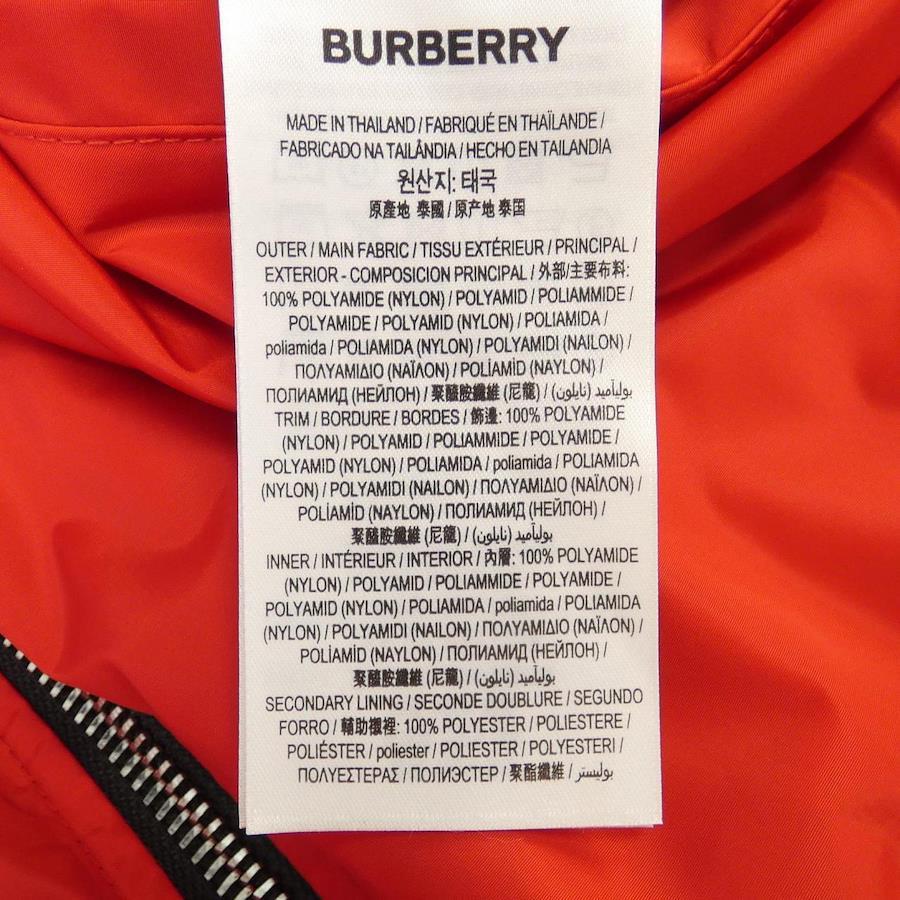 BURBERRY
MADE IN THAILAND / FABRIQUÉ EN THAÏLANDE /
FABRICADO NA TAILÂNDIA / HECHO EN TAILANDIA
원산지: 태국
原產地 泰國 / 原产地 泰国
OUTER / MAIN FABRIC / TISSU EXTÉRIEUR / PRINCIPAL /
EXTERIOR - COMPOSICION PRINCIPAL / 外部/主要布料:
100% POLYAMIDE (NYLON) / POLYAMID / POLIAMMIDE /
POLYAMIDE / POLYAMID (NYLON) / POLIAMIDA /
poliamida / POLIAMIDA (NYLON) / POLYAMIDI (NAILON) /
ΠΟΛΥΑΜΙΔΙΟ (ΝΑΪΛΟΝ) / POLİAMİD (NAYLON) /
ПОЛИАМИД (НЕЙЛОН) / 聚醯胺纖維 (尼龍) / بوليآميد (نايلون) /
TRIM / BORDURE / BORDES / 飾邊: 100% POLYAMIDE
(NYLON) / POLYAMID / POLIAMMIDE / POLYAMIDE /
POLYAMID (NYLON) / POLIAMIDA / poliamida / POLIAMIDA
(NYLON) / POLYAMIDI (NAILON) / ΠΟΛΥΑΜΙΔΙΟ (ΝΑΪΛΟΝ) /
POLİAMİD (NAYLON) / ПОЛИАМИД (НЕЙЛОН) /
聚醯胺纖維 (尼龍) / بوليآميد (نايلون) /
INNER / INTÉRIEUR / INTERIOR / 內層: 100% POLYAMIDE
(NYLON) / POLYAMID / POLIAMMIDE / POLYAMIDE /
POLYAMID (NYLON) / POLIAMIDA / poliamida / POLIAMIDA
(NYLON) / POLYAMIDI (NAILON) / ΠΟΛΥΑΜΙΔΙΟ (ΝΑΪΛΟΝ) /
POLİAMİD (NAYLON) / ПОЛИАМИД (НЕЙЛОН) /
聚醯胺纖維 (尼龍) / بوليآميد (نايلون) /
SECONDARY LINING / SECONDE DOUBLURE / SEGUNDO
FORRO / 輔助襯裡: 100% POLYESTER / POLIESTERE /
POLIÉSTER / poliester / POLIESTER / POLYESTERI /
ΠΟΛΥΕΣΤΕΡΑΣ / ПОЛИЭСТЕР / 聚酯纖維 / بوليستر /